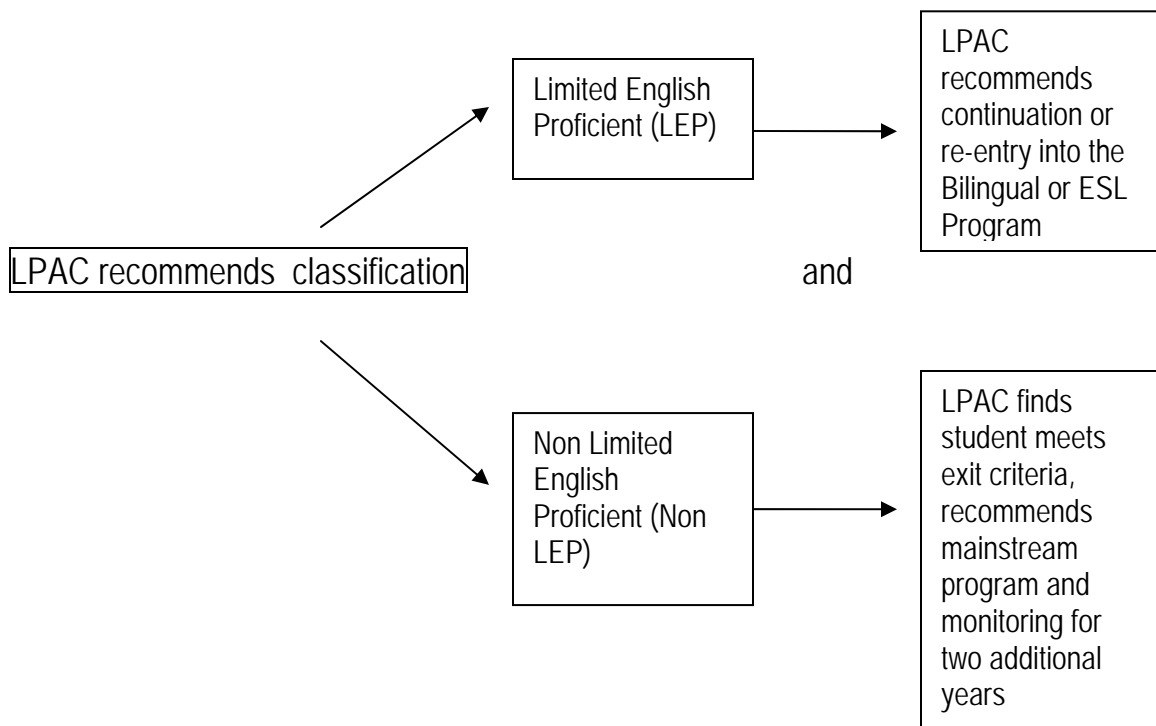 LPAC recommends classification
Limited English
Proficient (LEP)
LPAC
recommends
continuation or
re-entry into the
Bilingual or ESL
Program
and
Non Limited
English
Proficient (Non
LEP)
LPAC finds
student meets
exit criteria,
recommends
mainstream
program and
monitoring for
two additional
years